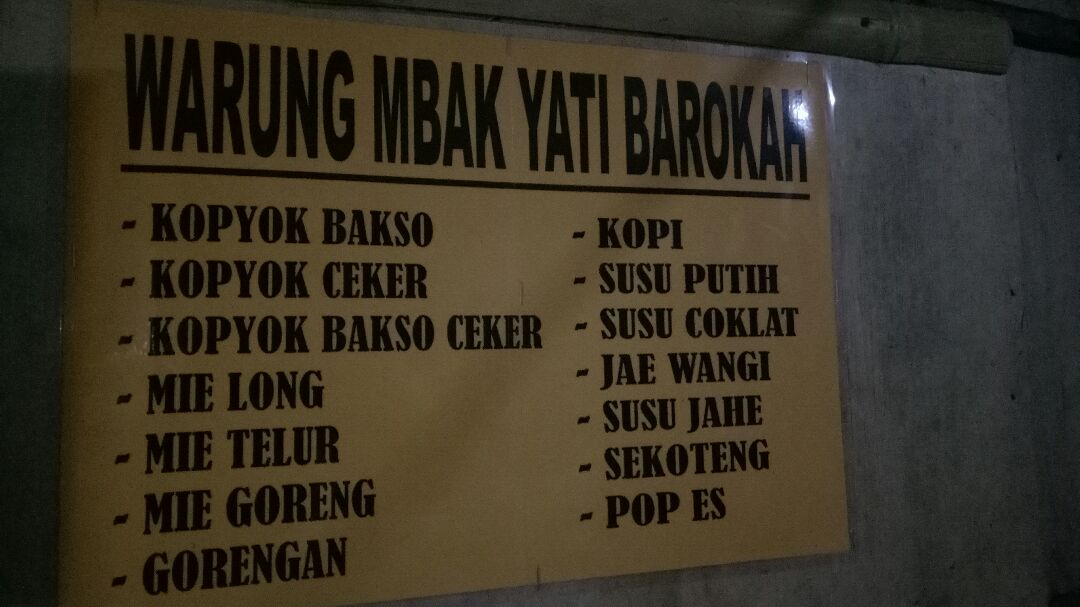 WARUNG MBAK YATI BAROKAH
- KOPYOK BAKSO
- KOPYOK CEKER
- KOPYOK BAKSO CEKER
- MIE LONG
- MIE TELUR
- MIE GORENG
- GORENGAN
- KOPI
- SUSU PUTIH
- SUSU COKLAT
- JAE WANGI
- SUSU JAHE
- SEKOTENG
- POP ES